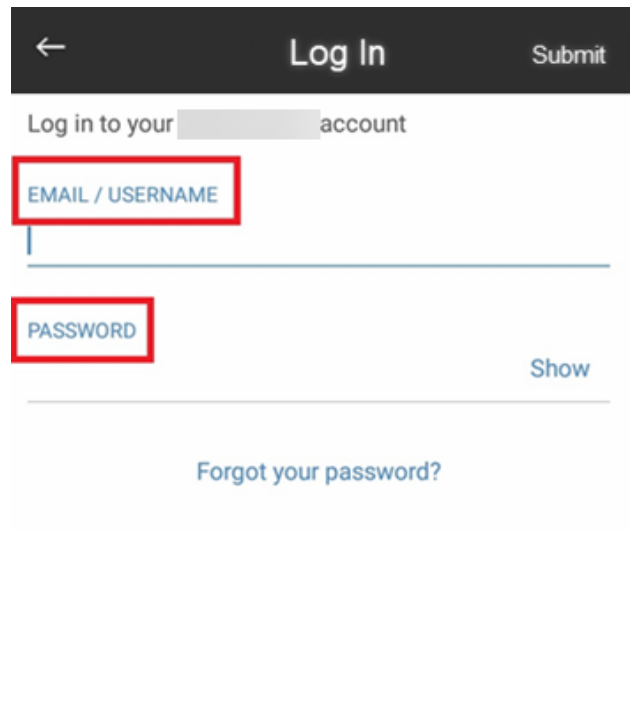 Log In Submit
Log in to your account
EMAIL / USERNAME
PASSWORD
Show
Forgot your password?